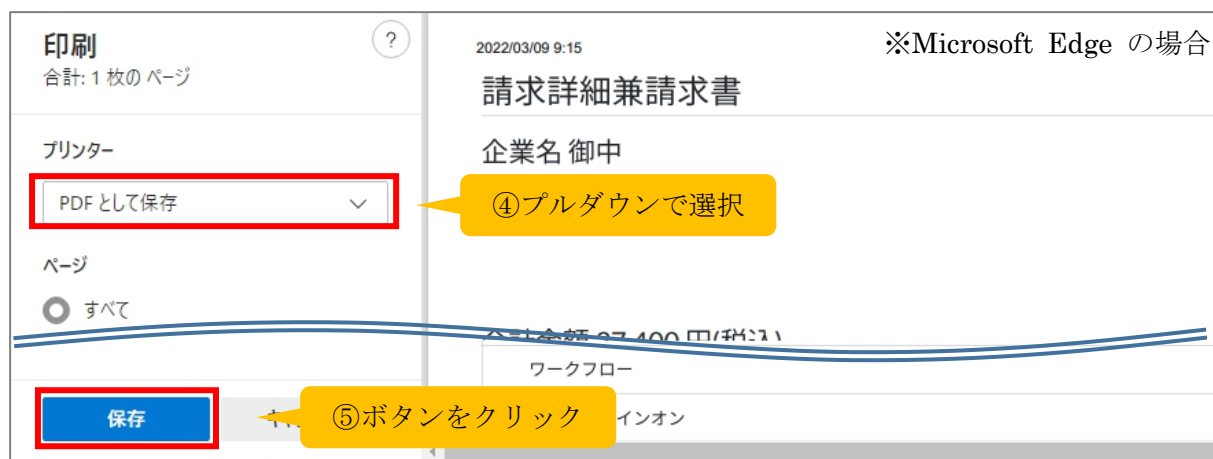 印刷
合計: 1 枚の ページ
?
プリンター
PDF として保存
④プルダウンで選択
ページ
すべて
保存
⑤ボタンをクリック
2022/03/09 9:15
※Microsoft Edge の場合
請求詳細兼請求書
企業名 御中
ワークフロー
インオン